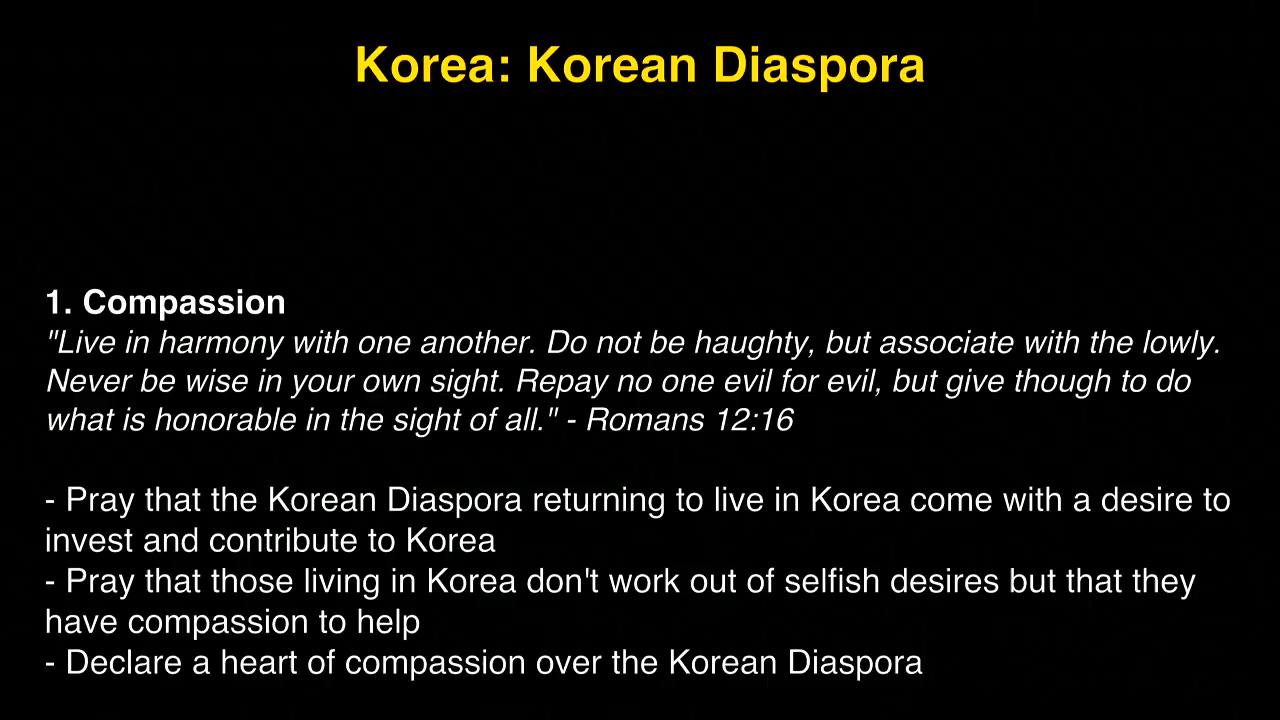 Korea: Korean Diaspora
1. Compassion
"Live in harmony with one another. Do not be haughty, but associate with the lowly.
Never be wise in your own sight. Repay no one evil for evil, but give though to do
what is honorable in the sight of all." - Romans 12:16
- Pray that the Korean Diaspora returning to live in Korea come with a desire to
invest and contribute to Korea
- Pray that those living in Korea don't work out of selfish desires but that they
have compassion to help
- Declare a heart of compassion over the Korean Diaspora